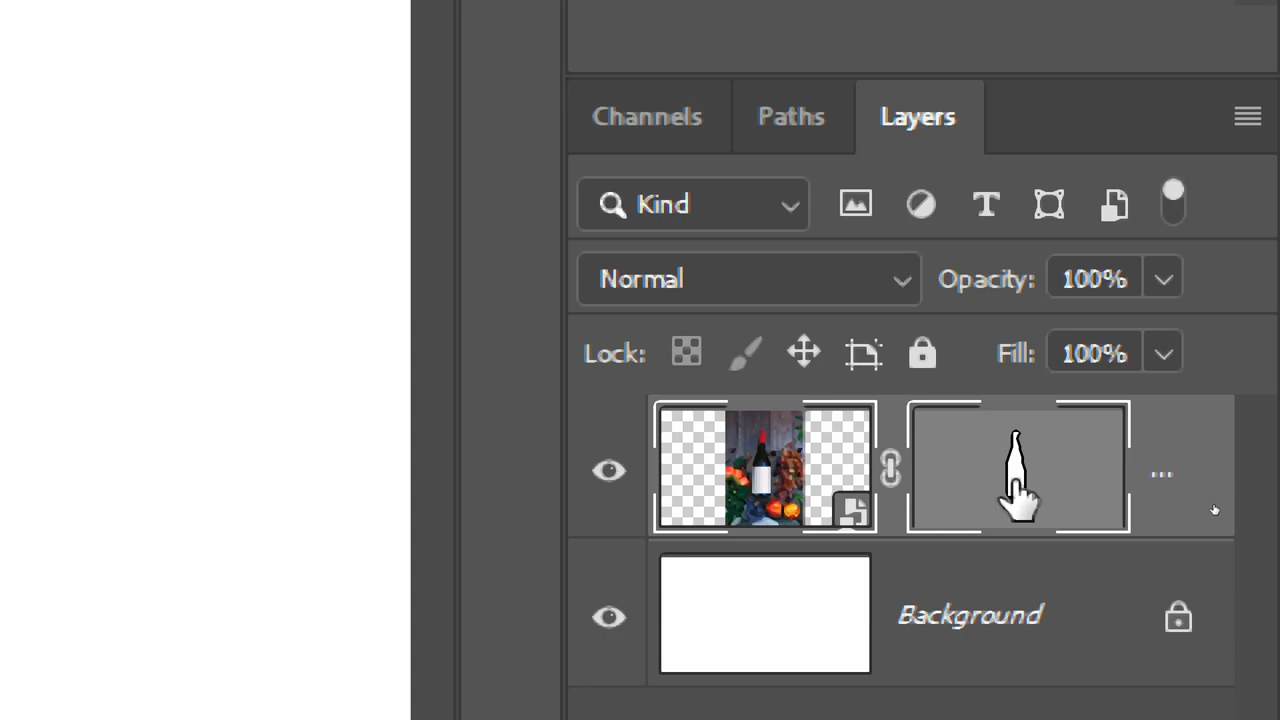 Channels Paths Layers
Kind
Normal Opacity: 100%
Lock: Fill: 100%
...
Background